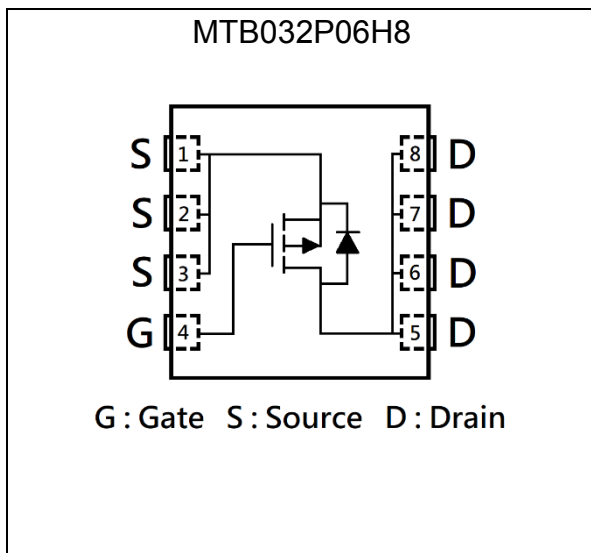 MTB032P06H8
S 1 8 D
S 2 7 D
S 3 6 D
G 4 5 D
G : Gate S : Source D : Drain